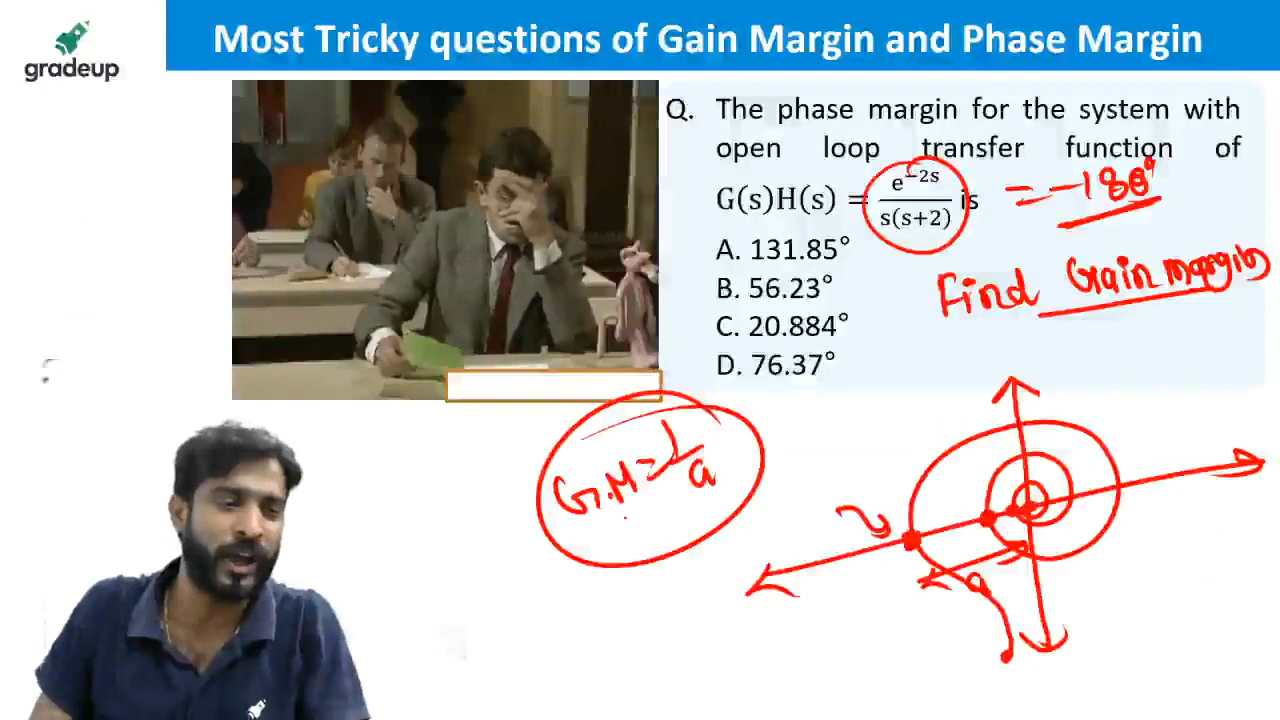 gradeup
Most Tricky questions of Gain Margin and Phase Margin
Q. The phase margin for the system with
open loop transfer function of
G(s)H(s) = e^−2s / s(s+2) is
= −180°
A. 131.85°
B. 56.23°
C. 20.884°
D. 76.37°
Find Gain margin
G.M = 1/a
a